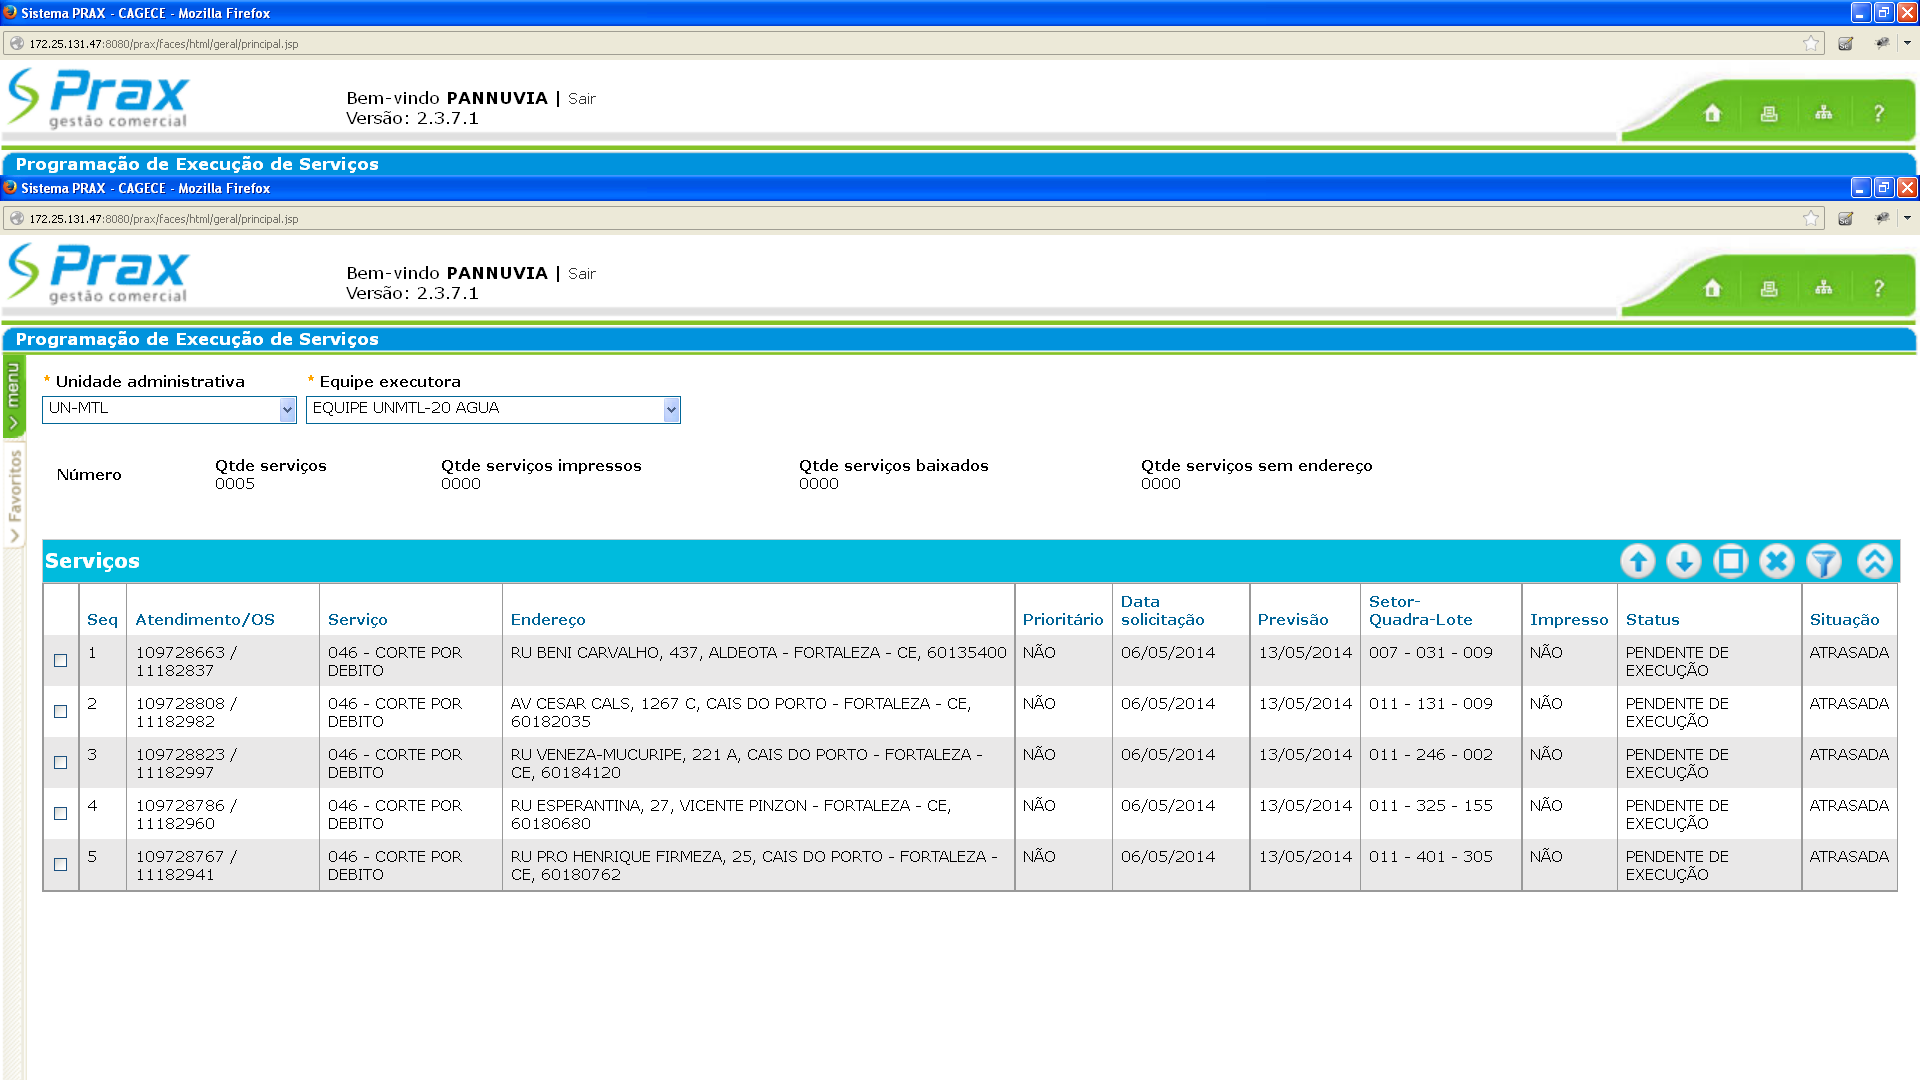 Sistema PRAX - CAGECE - Mozilla Firefox
172.25.131.47:8080/prax/faces/html/geral/principal.jsp
Prax
gestão comercial
Bem-vindo PANNUVIA | Sair
Versão: 2.3.7.1
?
Programação de Execução de Serviços
Sistema PRAX - CAGECE - Mozilla Firefox
172.25.131.47:8080/prax/faces/html/geral/principal.jsp
Prax
gestão comercial
Bem-vindo PANNUVIA | Sair
Versão: 2.3.7.1
?
Programação de Execução de Serviços
menu
Favoritos
* Unidade administrativa * Equipe executora
UN-MTL EQUIPE UNMTL-20 AGUA
Número Qtde serviços Qtde serviços impressos Qtde serviços baixados Qtde serviços sem endereço
0005 0000 0000 0000
Serviços
Seq Atendimento/OS Serviço Endereço Prioritário Data solicitação Previsão Setor-Quadra-Lote Impresso Status Situação
1 109728663 / 046 - CORTE POR RU BENI CARVALHO, 437, ALDEOTA - FORTALEZA - CE, 60135400 NÃO 06/05/2014 13/05/2014 007 - 031 - 009 NÃO PENDENTE DE ATRASADA
11182837 DEBITO EXECUÇÃO
2 109728808 / 046 - CORTE POR AV CESAR CALS, 1267 C, CAIS DO PORTO - FORTALEZA - CE, NÃO 06/05/2014 13/05/2014 011 - 131 - 009 NÃO PENDENTE DE ATRASADA
11182982 DEBITO 60182035 EXECUÇÃO
3 109728823 / 046 - CORTE POR RU VENEZA-MUCURIPE, 221 A, CAIS DO PORTO - FORTALEZA - NÃO 06/05/2014 13/05/2014 011 - 246 - 002 NÃO PENDENTE DE ATRASADA
11182997 DEBITO CE, 60184120 EXECUÇÃO
4 109728786 / 046 - CORTE POR RU ESPERANTINA, 27, VICENTE PINZON - FORTALEZA - CE, NÃO 06/05/2014 13/05/2014 011 - 325 - 155 NÃO PENDENTE DE ATRASADA
11182960 DEBITO 60180680 EXECUÇÃO
5 109728767 / 046 - CORTE POR RU PRO HENRIQUE FIRMEZA, 25, CAIS DO PORTO - FORTALEZA - NÃO 06/05/2014 13/05/2014 011 - 401 - 305 NÃO PENDENTE DE ATRASADA
11182941 DEBITO CE, 60180762 EXECUÇÃO